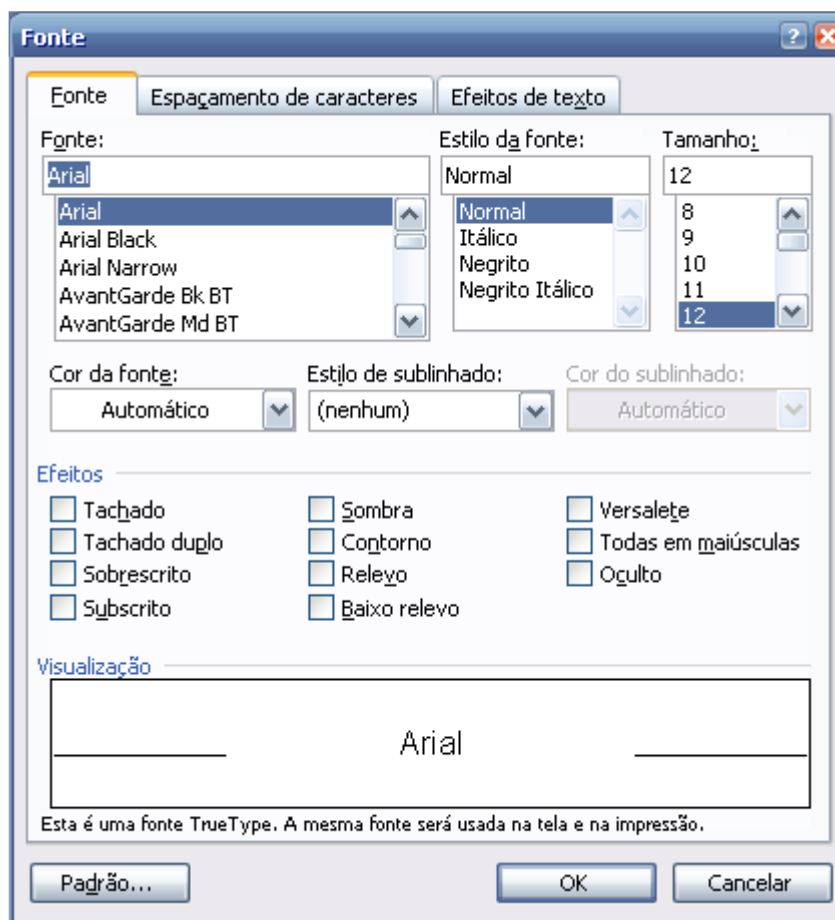 Fonte
Fonte Espaçamento de caracteres Efeitos de texto
Fonte: Estilo da fonte: Tamanho:
Arial Normal 12
Arial Normal 8
Arial Black Itálico 9
Arial Narrow Negrito 10
AvantGarde Bk BT Negrito Itálico 11
AvantGarde Md BT 12
Cor da fonte: Estilo de sublinhado: Cor do sublinhado:
Automático (nenhum) Automático
Efeitos
Tachado Sombra Versalete
Tachado duplo Contorno Todas em maiúsculas
Sobrescrito Relevo Oculto
Subscrito Baixo relevo
Visualização
Arial
Esta é uma fonte TrueType. A mesma fonte será usada na tela e na impressão.
Padrão... OK Cancelar